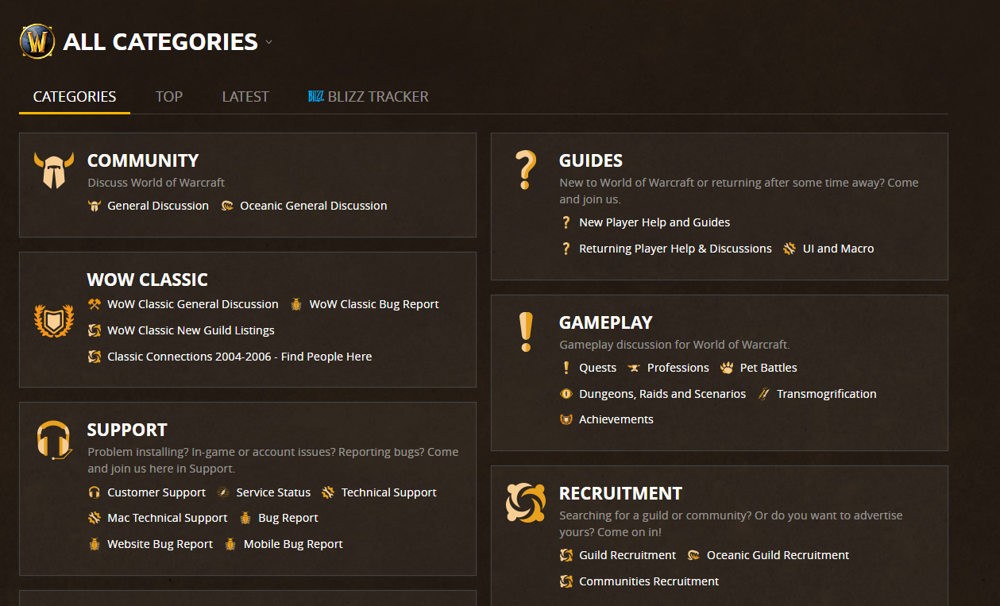 ALL CATEGORIES
CATEGORIES
TOP
LATEST
BLIZZ BLIZZ TRACKER
COMMUNITY
Discuss World of Warcraft
General Discussion
Oceanic General Discussion
WOW CLASSIC
WoW Classic General Discussion
WoW Classic Bug Report
WoW Classic New Guild Listings
Classic Connections 2004-2006 - Find People Here
SUPPORT
Problem installing? In-game or account issues? Reporting bugs? Come
and join us here in Support.
Customer Support
Service Status
Technical Support
Mac Technical Support
Bug Report
Website Bug Report
Mobile Bug Report
GUIDES
New to World of Warcraft or returning after some time away? Come
and join us.
New Player Help and Guides
Returning Player Help & Discussions
UI and Macro
GAMEPLAY
Gameplay discussion for World of Warcraft.
Quests
Professions
Pet Battles
Dungeons, Raids and Scenarios
Transmogrification
Achievements
RECRUITMENT
Searching for a guild or community? Or do you want to advertise
yours? Come on in!
Guild Recruitment
Oceanic Guild Recruitment
Communities Recruitment